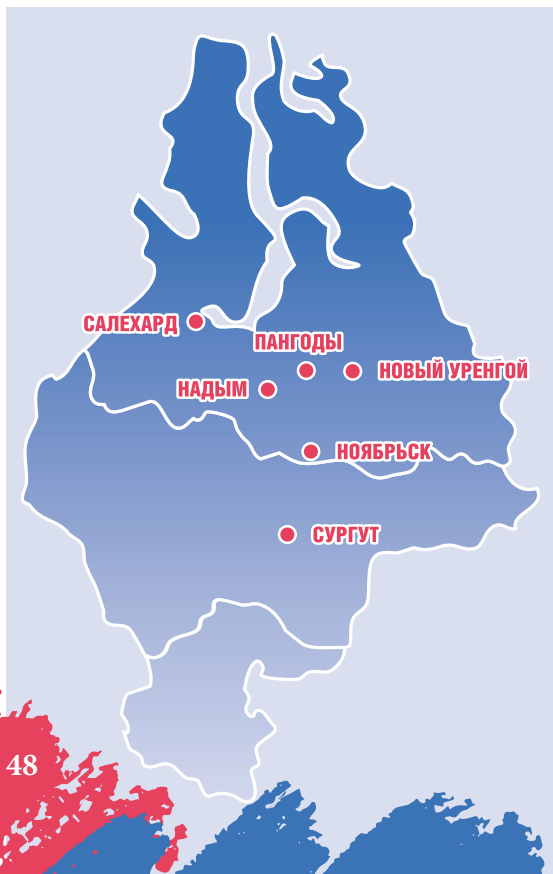 САЛЕХАРД
ПАНГОДЫ
НОВЫЙ УРЕНГОЙ
НАДЫМ
НОЯБРЬСК
СУРГУТ
48